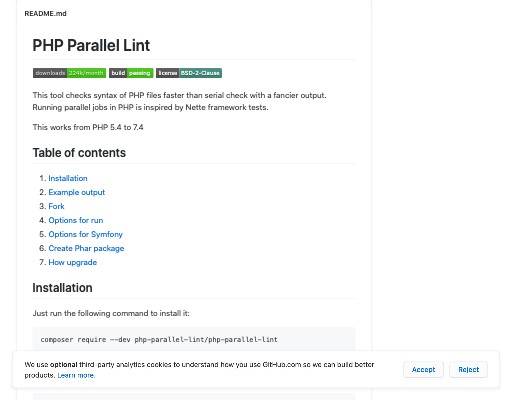 README.md
PHP Parallel Lint
downloads 224k/month build passing license BSD-2-Clause
This tool checks syntax of PHP files faster than serial check with a fancier output.
Running parallel jobs in PHP is inspired by Nette framework tests.
This works from PHP 5.4 to 7.4
Table of contents
1. Installation
2. Example output
3. Fork
4. Options for run
5. Options for Symfony
6. Create Phar package
7. How upgrade
Installation
Just run the following command to install it:
composer require --dev php-parallel-lint/php-parallel-lint
We use optional third-party analytics cookies to understand how you use GitHub.com so we can build better
products. Learn more.
Accept
Reject